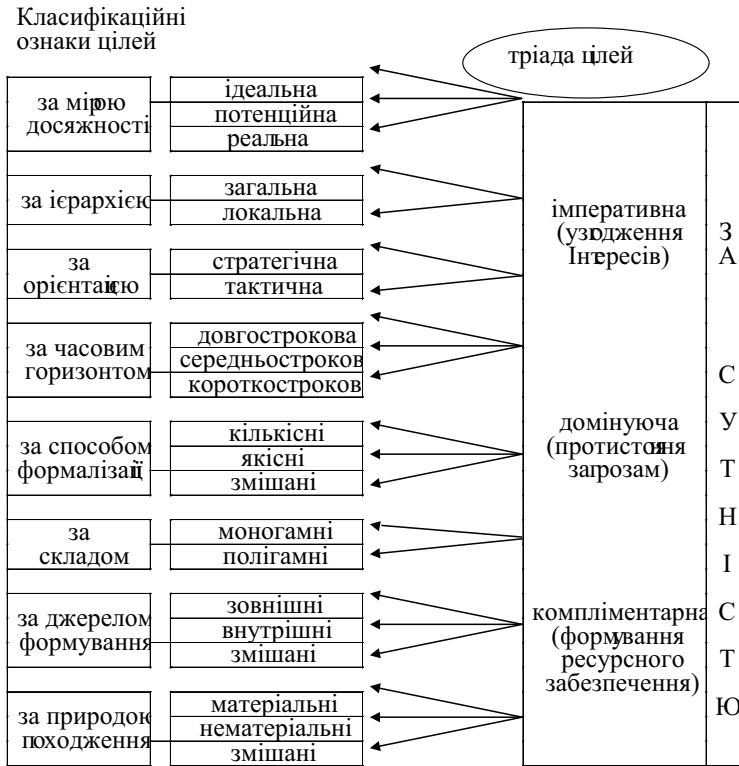 Класифікаційні
ознаки цілей
тріада цілей
за мірою
досяжності
ідеальна
потенційна
реальна
за ієрархією
загальна
локальна
за
орієнтацією
стратегічна
тактична
за часовим
горизонтом
довгострокова
середньостроков
короткостроков
за способом
формалізації
кількісні
якісні
змішані
за
складом
моногамні
полігамні
за джерелом
формування
зовнішні
внутрішні
змішані
за природою
походження
матеріальні
нематеріальні
змішані
імперативна
(узгодження
Інтересів)
домінуюча
(протистояння
загрозам)
компліментарна
(формування
ресурсного
забезпечення)
З
А
С
У
Т
Н
І
С
Т
Ю